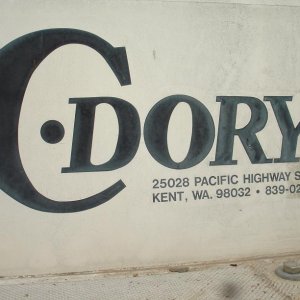 C·DORY
25028 PACIFIC HIGHWAY S
KENT, WA. 98032 • 839-02